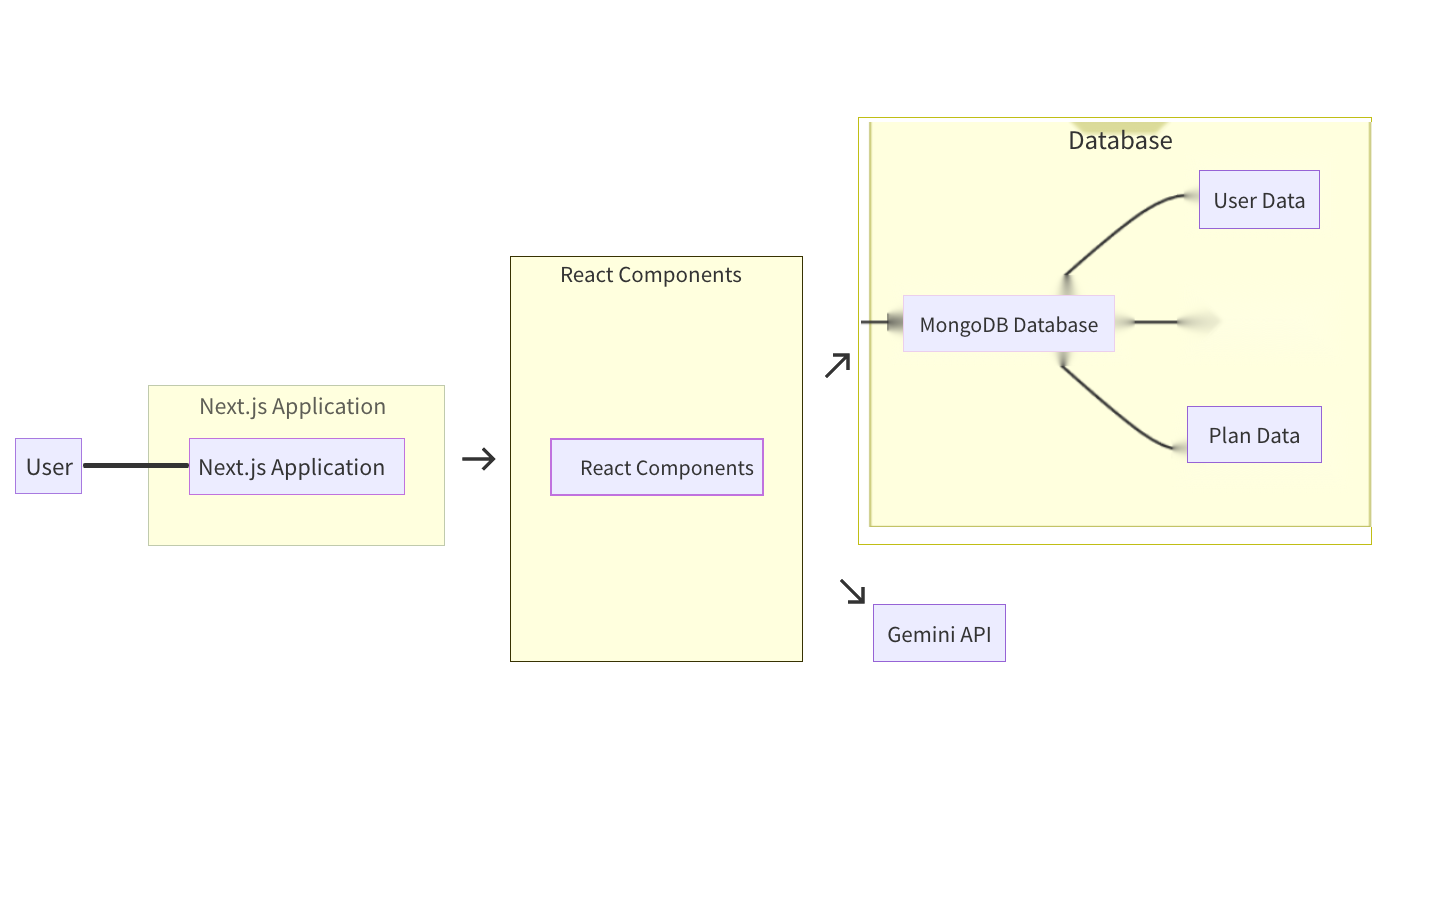 User
Next.js Application
Next.js Application
React Components
React Components
Database
User Data
MongoDB Database
Plan Data
Gemini API